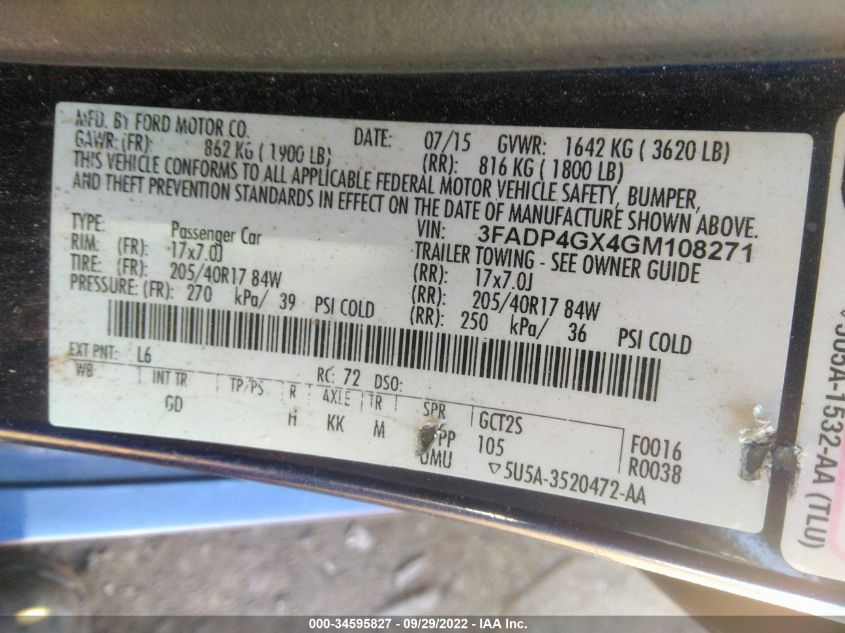 MFD. BY FORD MOTOR CO. DATE: 07/15 GVWR: 1642 KG ( 3620 LB)
GAWR: (FR): 862 KG ( 1900 LB) (RR): 816 KG ( 1800 LB)
THIS VEHICLE CONFORMS TO ALL APPLICABLE FEDERAL MOTOR VEHICLE SAFETY, BUMPER,
AND THEFT PREVENTION STANDARDS IN EFFECT ON THE DATE OF MANUFACTURE SHOWN ABOVE.
VIN: 3FADP4GX4GM108271
TYPE: Passenger Car TRAILER TOWING - SEE OWNER GUIDE
RIM: (FR): 17x7.0J (RR): 17x7.0J
TIRE: (FR): 205/40R17 84W (RR): 205/40R17 84W
PRESSURE: (FR): 270 kPa/ 39 PSI COLD (RR): 250 kPa/ 36 PSI COLD
EXT PNT: L6 RC: 72 DSO:
WB INT TR TP/PS R AXLE TR SPR GCT2S F0016
GD H KK M PP 105 R0038
UMU ▽5U5A-3520472-AA
5U5A-1532-AA (TLU)
000-34595827 - 09/29/2022 - IAA Inc.